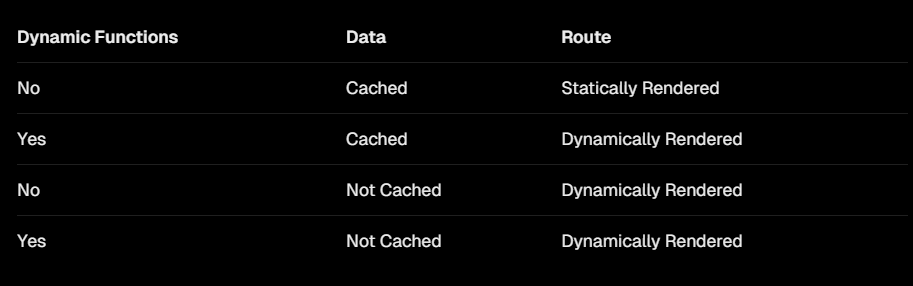 Dynamic Functions Data Route
No Cached Statically Rendered
Yes Cached Dynamically Rendered
No Not Cached Dynamically Rendered
Yes Not Cached Dynamically Rendered